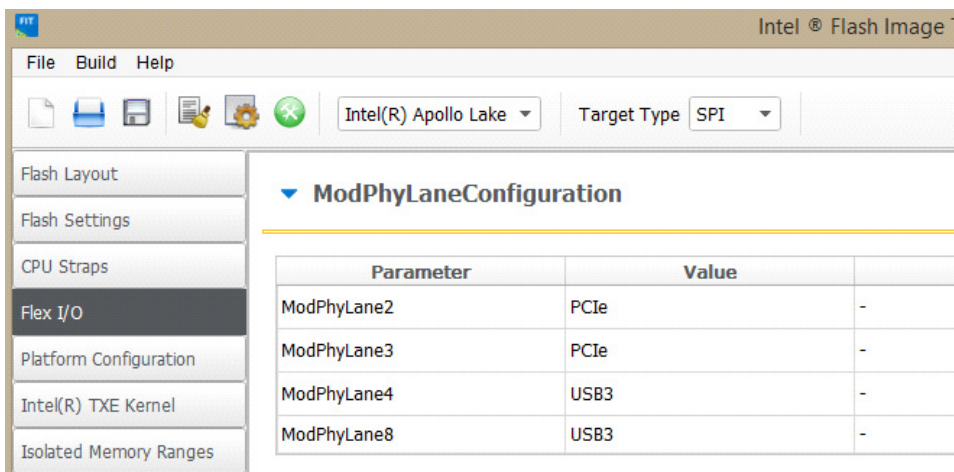 FIT
Intel ® Flash Image
File Build Help
Intel(R) Apollo Lake Target Type SPI
Flash Layout
Flash Settings
CPU Straps
Flex I/O
Platform Configuration
Intel(R) TXE Kernel
Isolated Memory Ranges
ModPhyLaneConfiguration
Parameter Value
ModPhyLane2 PCIe -
ModPhyLane3 PCIe -
ModPhyLane4 USB3 -
ModPhyLane8 USB3 -